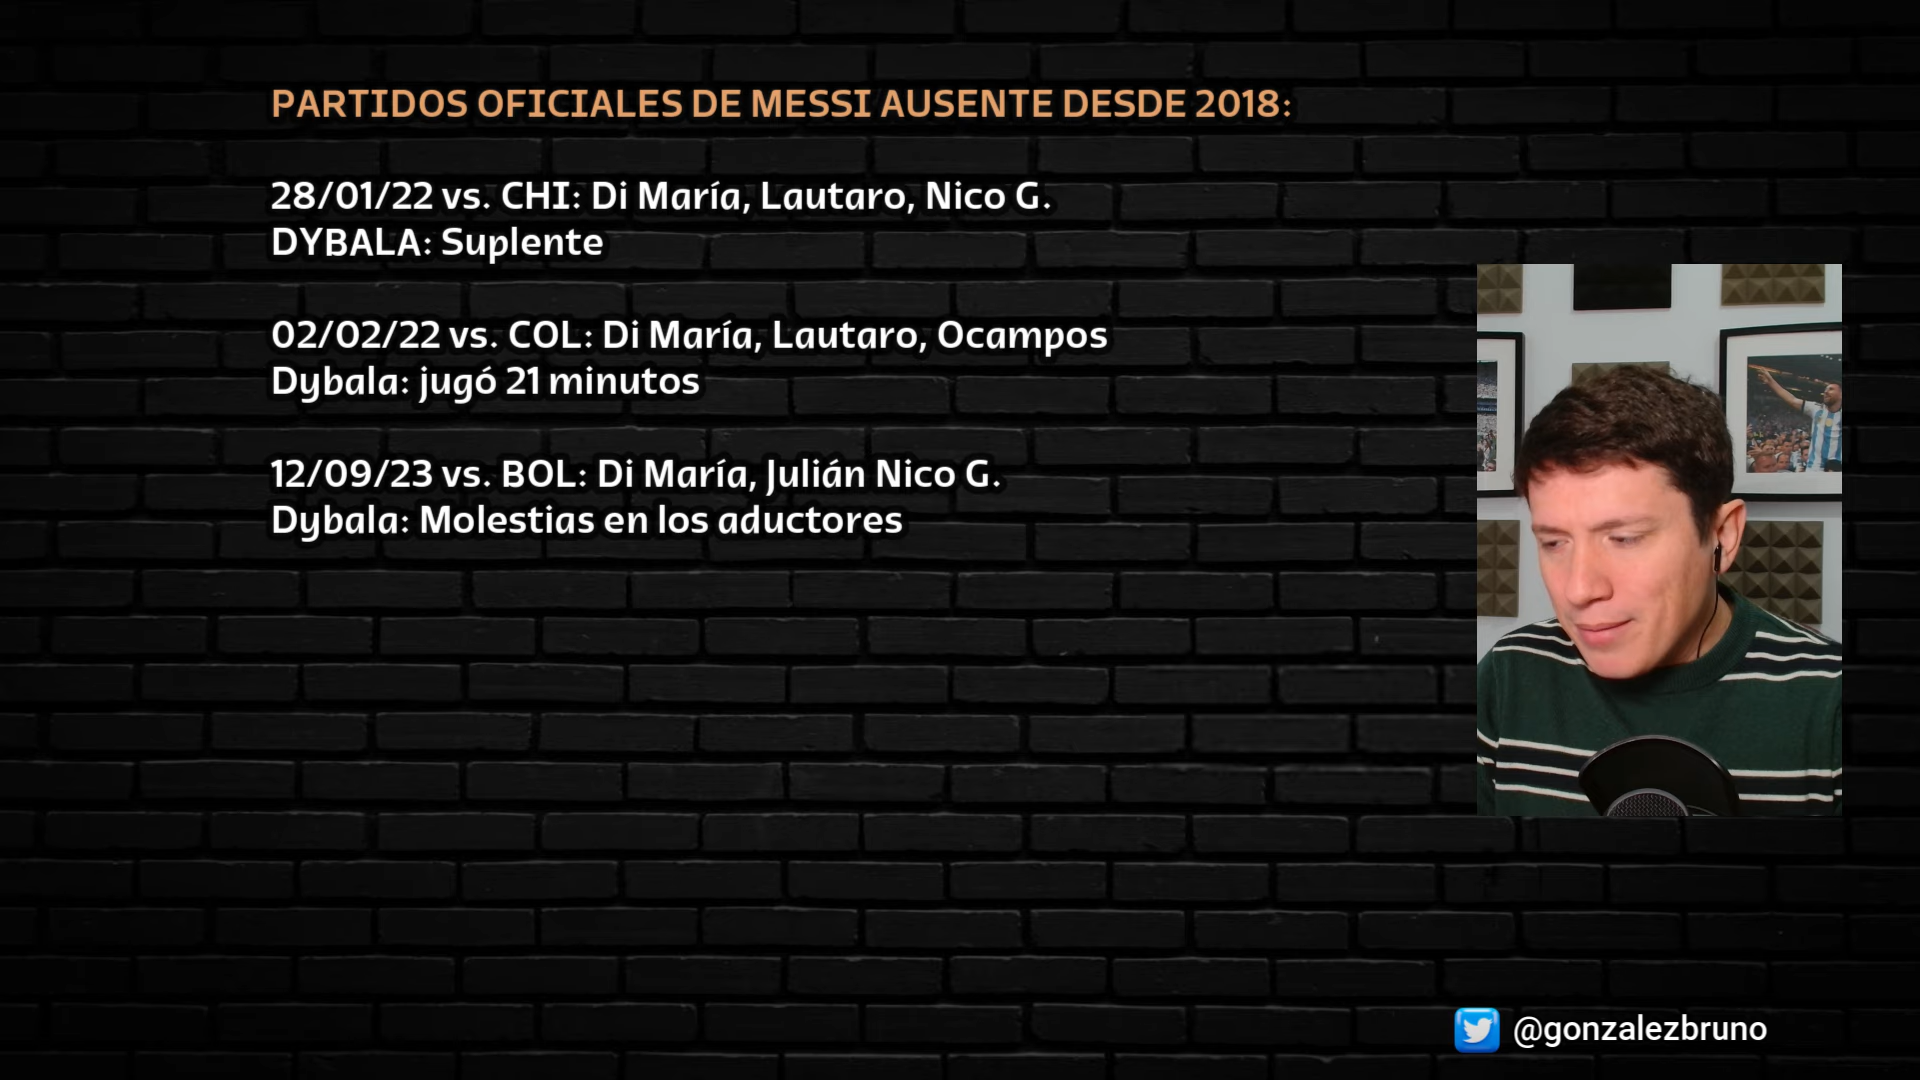 PARTIDOS OFICIALES DE MESSI AUSENTE DESDE 2018:
28/01/22 vs. CHI: Di María, Lautaro, Nico G.
DYBALA: Suplente
02/02/22 vs. COL: Di María, Lautaro, Ocampos
Dybala: jugó 21 minutos
12/09/23 vs. BOL: Di María, Julián Nico G.
Dybala: Molestias en los aductores
@gonzalezbruno